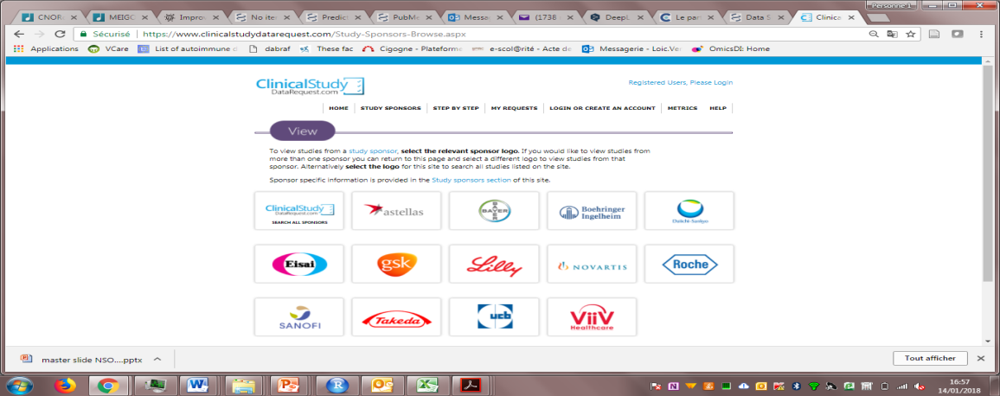 Personne 1
CNOR
MEIGO
Improv
No ite
Predict
PubMe
Messa
(1738
DeepL
Le par
Data S
Clinica
Sécurisé
https://www.clinicalstudydatarequest.com/Study-Sponsors-Browse.aspx
Applications
VCare
List of autoimmune d
dabraf
These fac
Cigogne - Plateforme
e-scol@rité - Acte de
Messagerie - Loic.Ver
OmicsDI: Home
ClinicalStudy
DataRequest.com
Registered Users, Please Login
HOME
STUDY SPONSORS
STEP BY STEP
MY REQUESTS
LOGIN OR CREATE AN ACCOUNT
METRICS
HELP
View
To view studies from a study sponsor, select the relevant sponsor logo. If you would like to view studies from
more than one sponsor you can return to this page and select a different logo to view studies from that
sponsor. Alternatively select the logo for this site to search all studies listed on the site.
Sponsor specific information is provided in the Study sponsors section of this site.
ClinicalStudy
DataRequest.com
SEARCH ALL SPONSORS
astellas
BAYER
BAYER
Boehringer
Ingelheim
Daiichi-Sankyo
Eisai
gsk
Lilly
NOVARTIS
Roche
SANOFI
Takeda
ucb
ViiV
Healthcare
master slide NSO....pptx
Tout afficher
16:57
14/01/2018